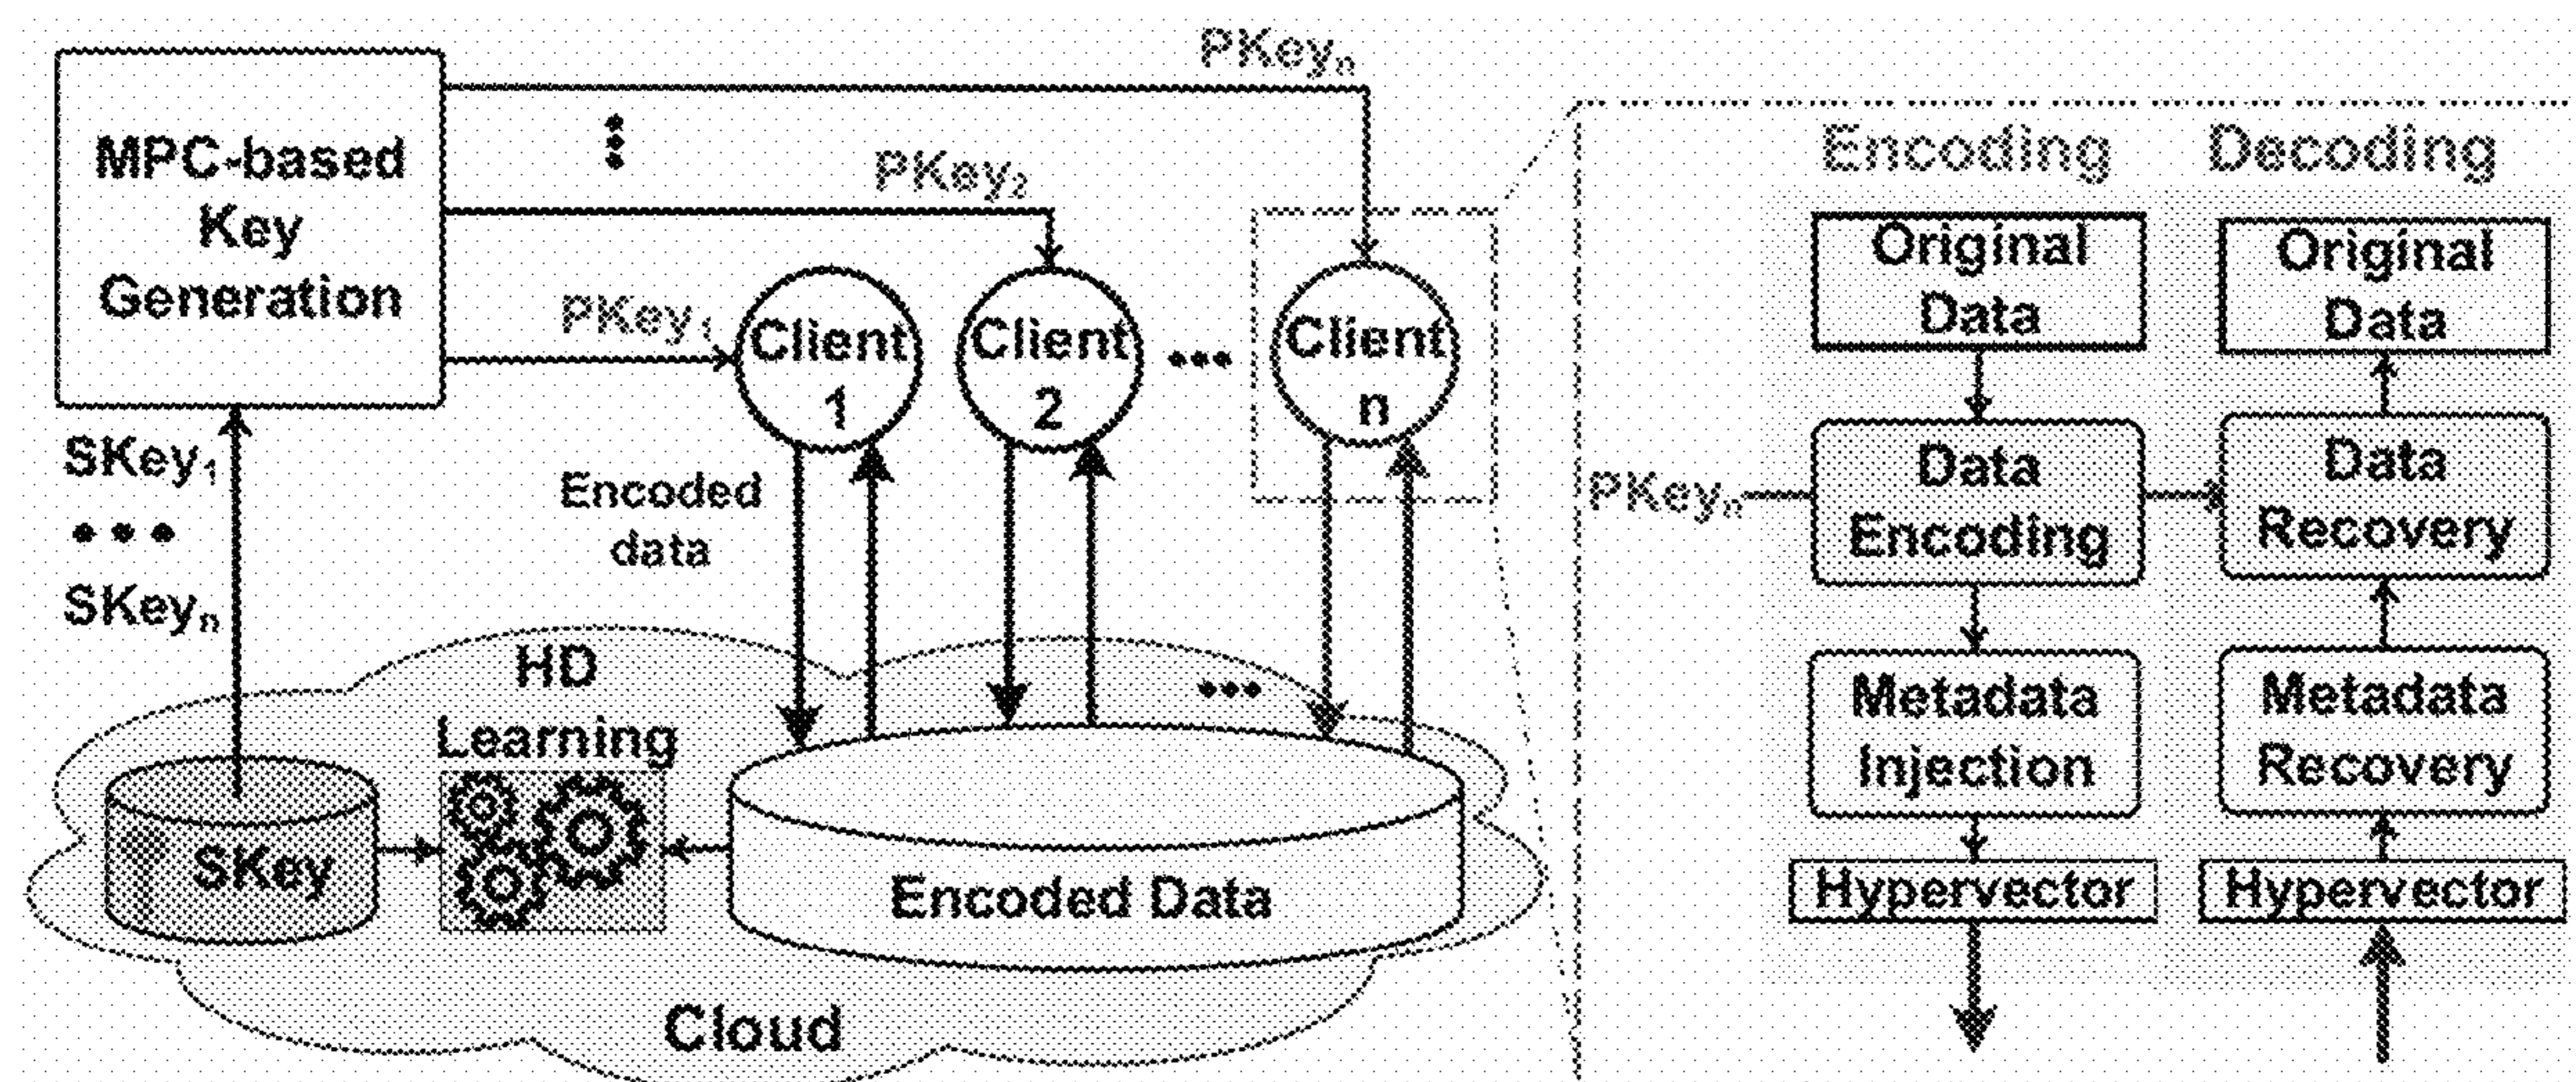 PKeyₙ
MPC-based
Key
Generation
PKey₂
PKey₁
Client
1
Client
2
Client
n
SKey₁
SKeyₙ
Encoded
data
HD
Learning
SKey
Encoded Data
Cloud
Encoding
Decoding
Original
Data
Original
Data
PKeyₙ
Data
Encoding
Data
Recovery
Metadata
Injection
Metadata
Recovery
Hypervector
Hypervector